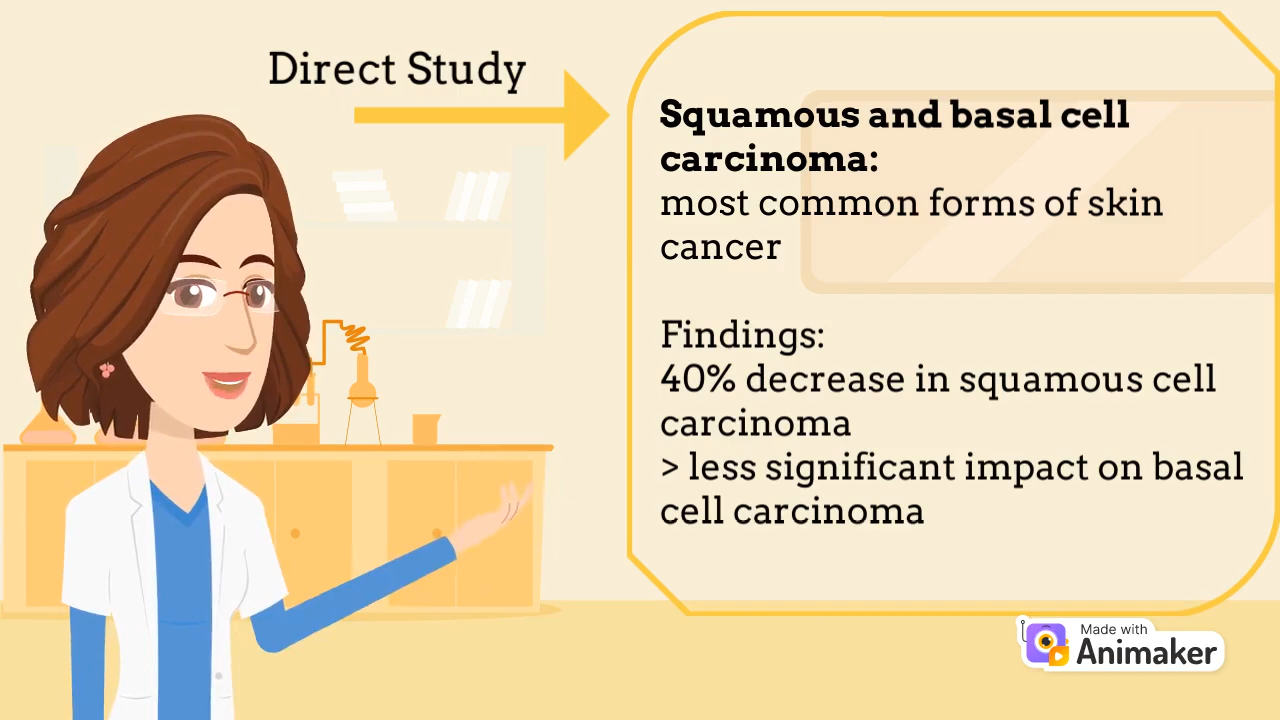 Direct Study
Squamous and basal cell
carcinoma:
most common forms of skin
cancer
Findings:
40% decrease in squamous cell
carcinoma
> less significant impact on basal
cell carcinoma
Made with
Animaker